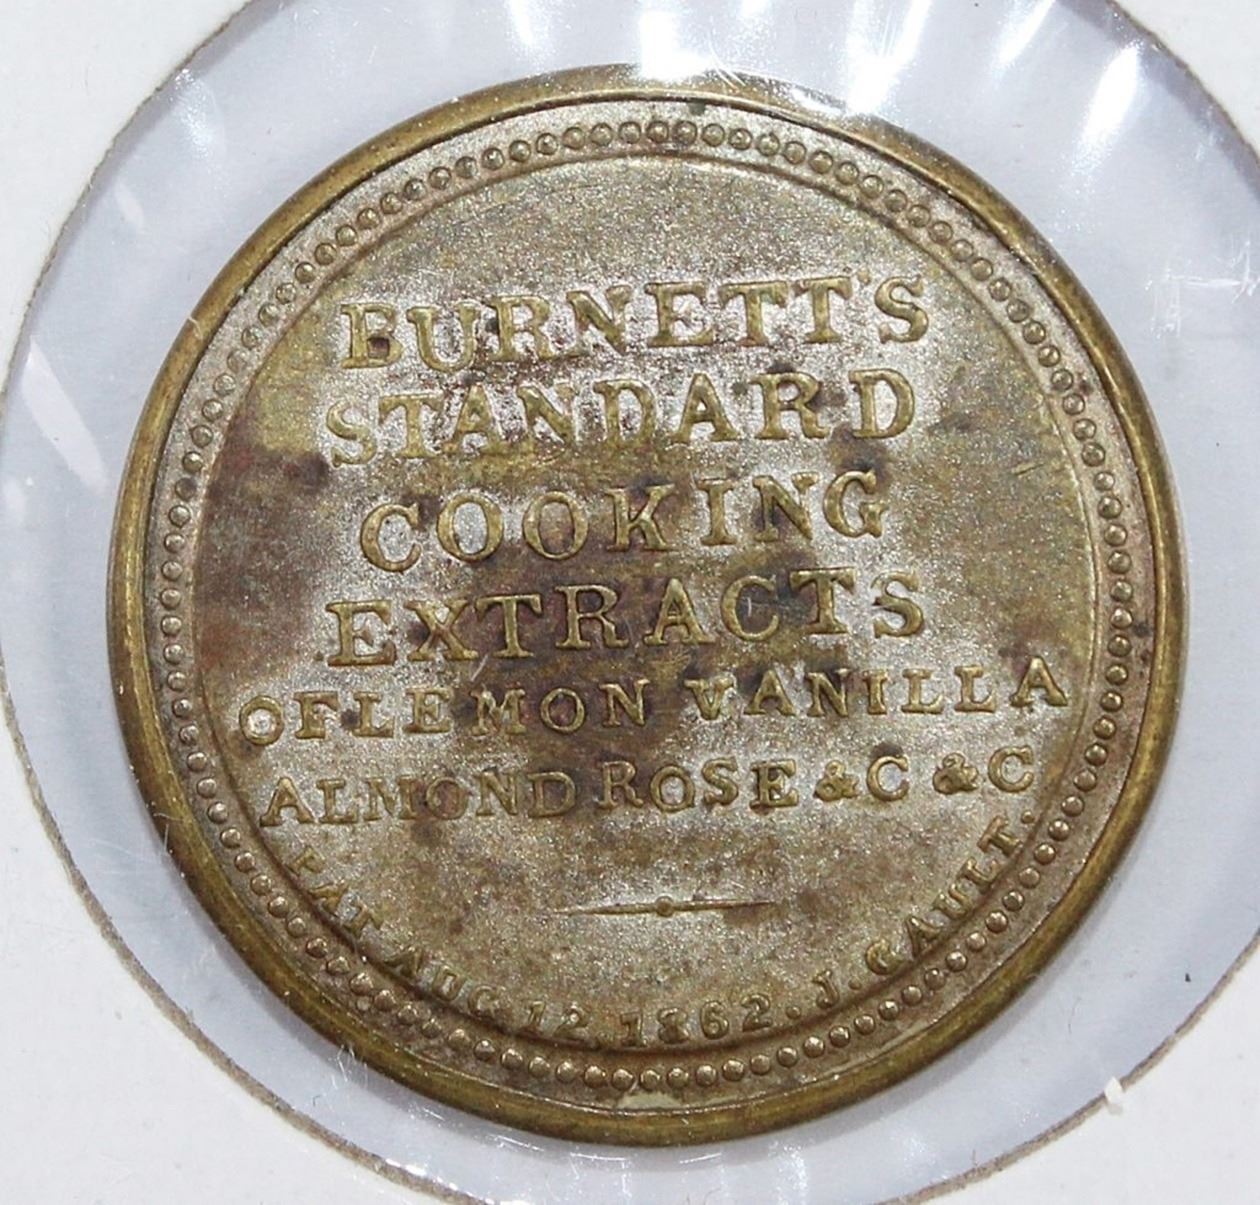 BURNETT'S
STANDARD
COOKING
EXTRACTS
OF LEMON VANILLA
ALMOND ROSE & C & C
PAT AUG. 12, 1862. J. GAULT.